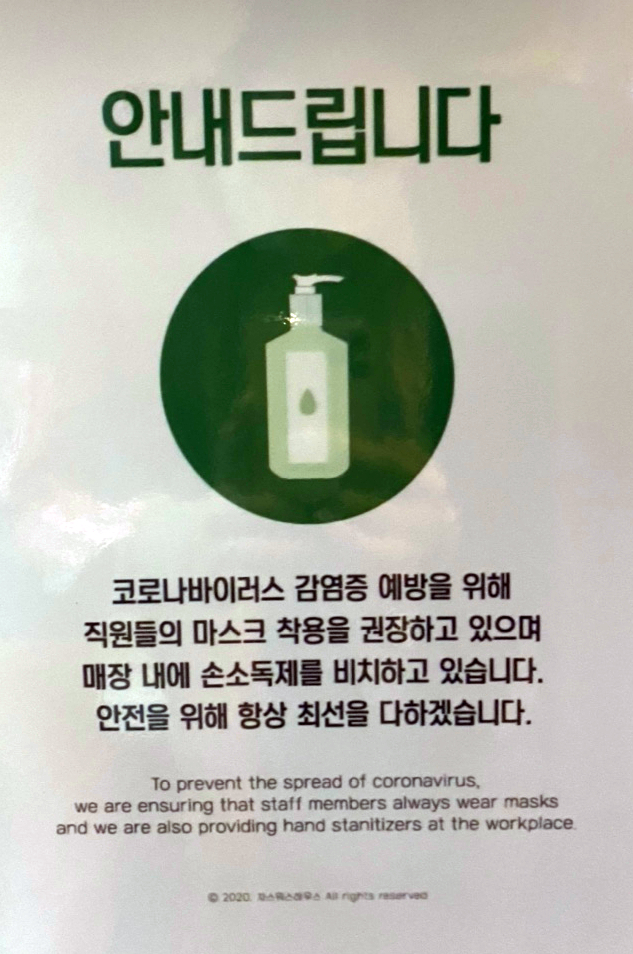 안내드립니다
코로나바이러스 감염증 예방을 위해
직원들의 마스크 착용을 권장하고 있으며
매장 내에 손소독제를 비치하고 있습니다.
안전을 위해 항상 최선을 다하겠습니다.
To prevent the spread of coronavirus,
we are ensuring that staff members always wear masks
and we are also providing hand stanitizers at the workplace.
© 2020. All rights reserved